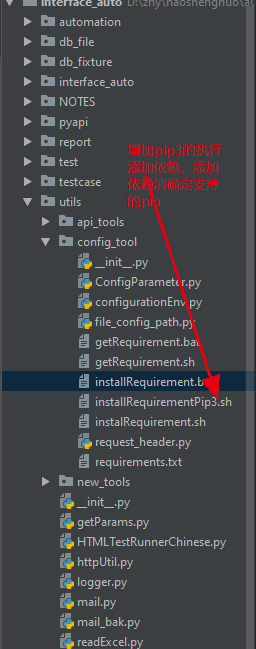 interface_auto D:\zhy\haoshenghuo\a
automation
db_file
db_fixture
interface_auto
NOTES
pyapi
report
test
testcase
utils
api_tools
config_tool
__init__.py
ConfigParameter.py
configurationEnv.py
file_config_path.py
getRequirement.bat
getRequirement.sh
installRequirement.b
installRequirementPip3.sh
instalRequirement.sh
request_header.py
requirements.txt
new_tools
__init__.py
getParams.py
HTMLTestRunnerChinese.py
httpUtil.py
logger.py
mail.py
mail_bak.py
readExcel.py
增加pip3的执行
添加依赖,添加
依赖请确定支持
的pip